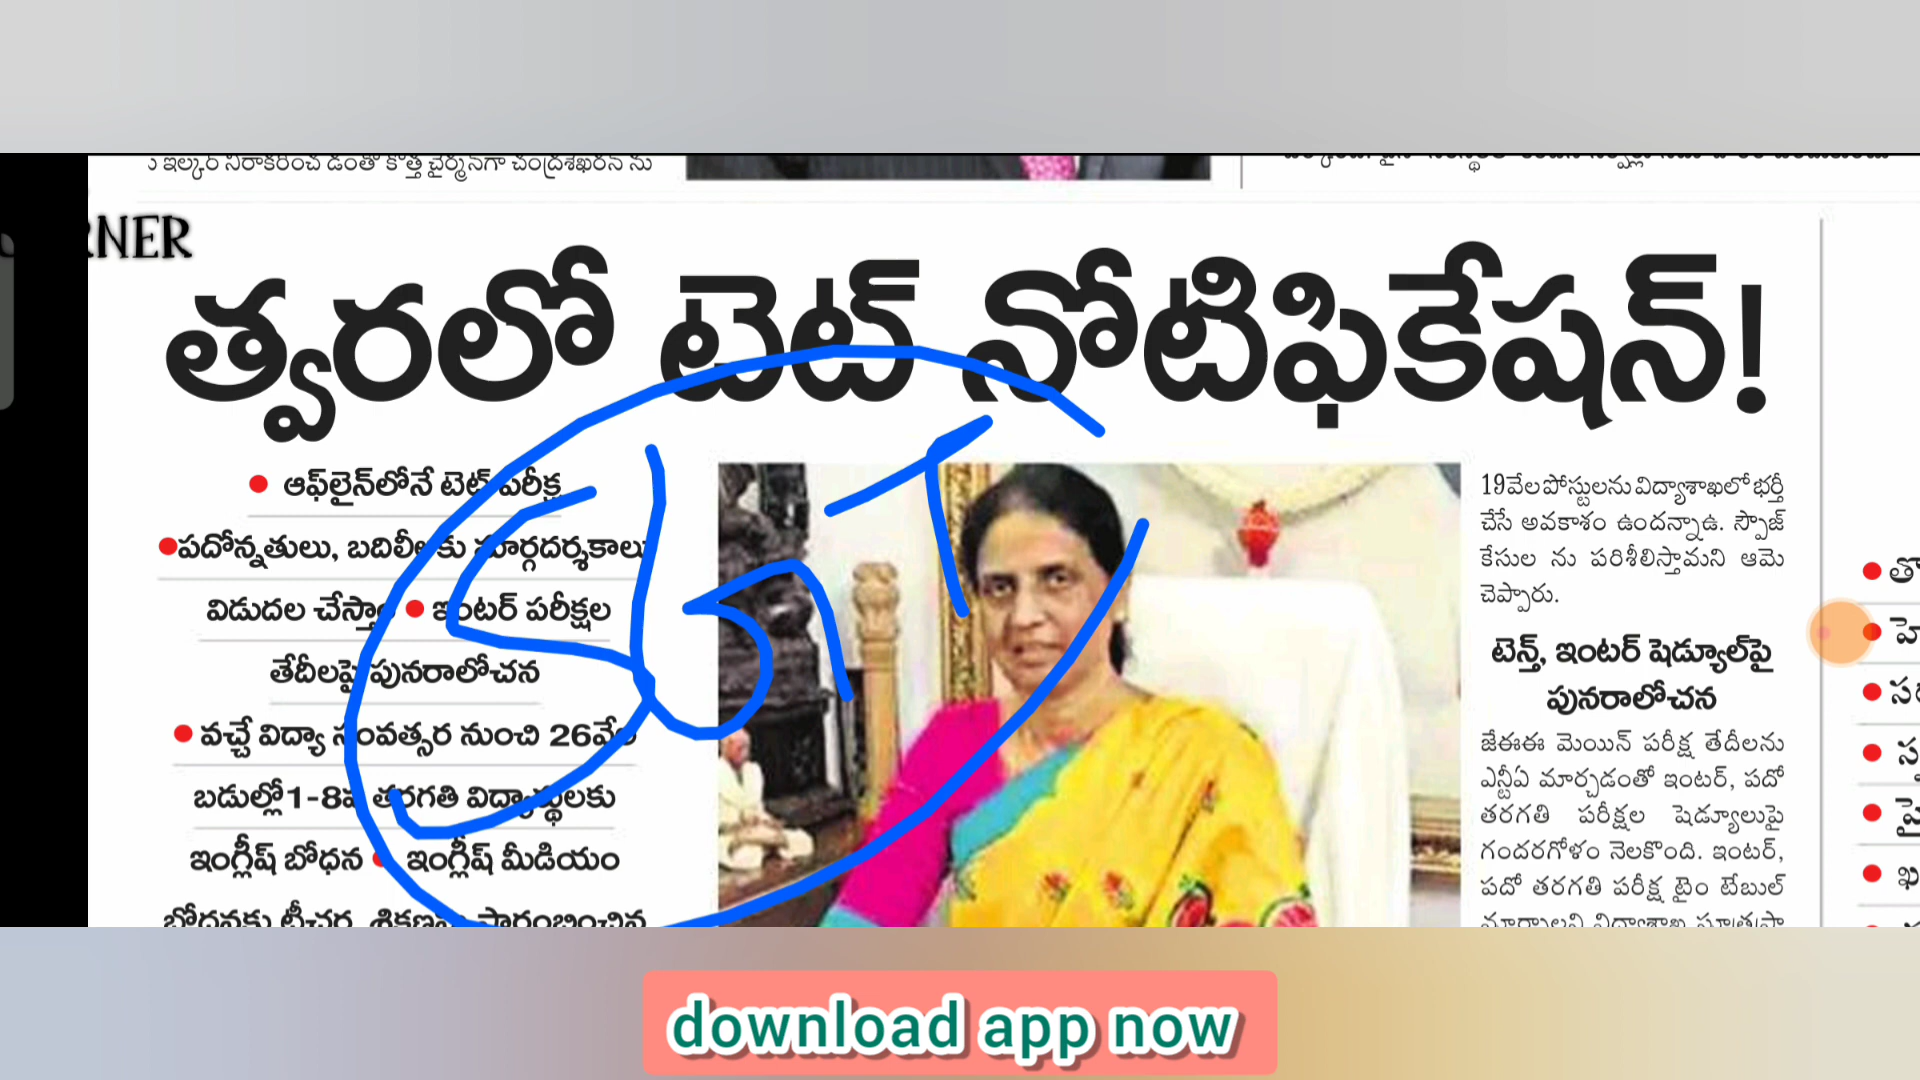 RNER
త్వరలో టెట్ నోటిఫికేషన్!
• ఆఫ్‌లైన్‌లోనే టెట్ పరీక్ష
• పదోన్నతులు, బదిలీలకు మార్గదర్శకాలు
విడుదల చేస్తాం • ఇంటర్ పరీక్షల
తేదీలపై పునరాలోచన
• వచ్చే విద్యా సంవత్సర నుంచి 26వేల
బడుల్లో 1-8వ తరగతి విద్యార్థులకు
ఇంగ్లీష్ బోధన • ఇంగ్లీష్ మీడియం
19వేల పోస్టులను విద్యాశాఖలో భర్తీ
చేసే అవకాశం ఉందన్నాఉ. స్పౌజ్
కేసుల ను పరిశీలిస్తామని ఆమె
చెప్పారు.
టెన్త్, ఇంటర్ షెడ్యూల్‌పై
పునరాలోచన
జేఈఈ మెయిన్ పరీక్ష తేదీలను
ఎన్టీఏ మార్చడంతో ఇంటర్, పదో
తరగతి పరీక్షల షెడ్యూలుపై
గందరగోళం నెలకొంది. ఇంటర్,
పదో తరగతి పరీక్ష టైం టేబుల్
download app now